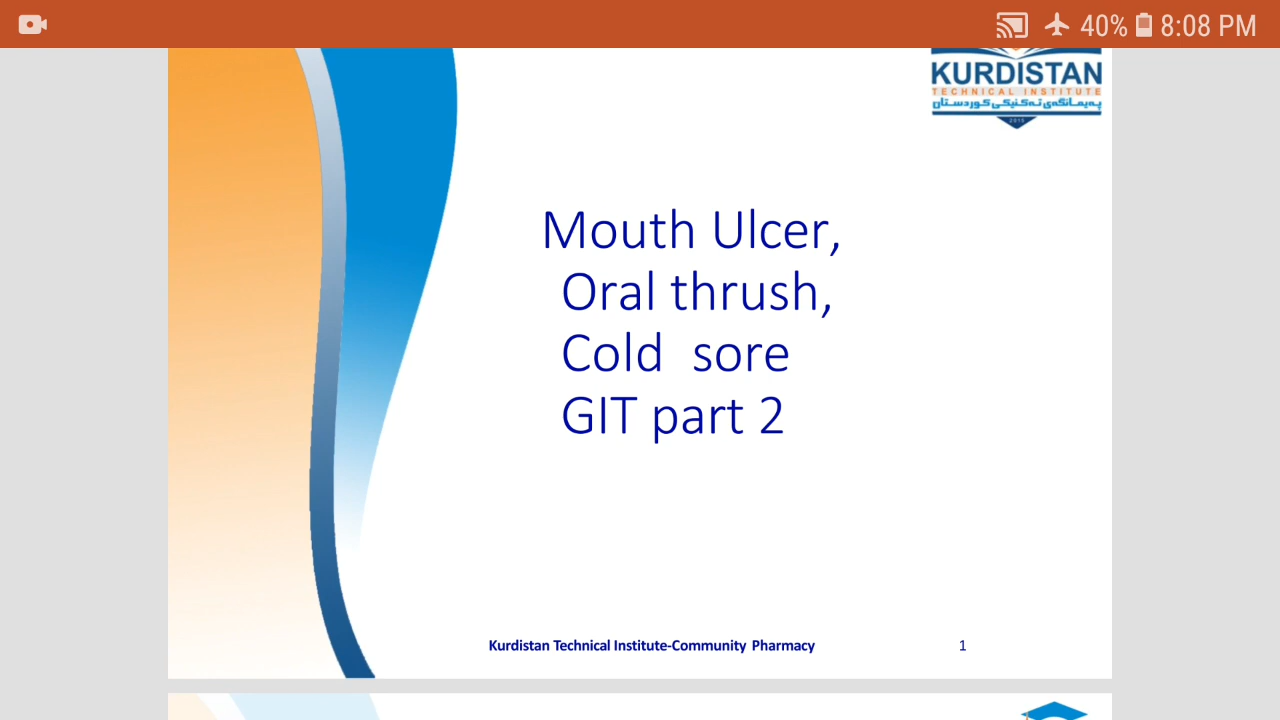 40% 8:08 PM
KURDISTAN
TECHNICAL INSTITUTE
پەیمانگەی تەکنیکی کوردستان
2015
Mouth Ulcer,
Oral thrush,
Cold sore
GIT part 2
Kurdistan Technical Institute-Community Pharmacy 1